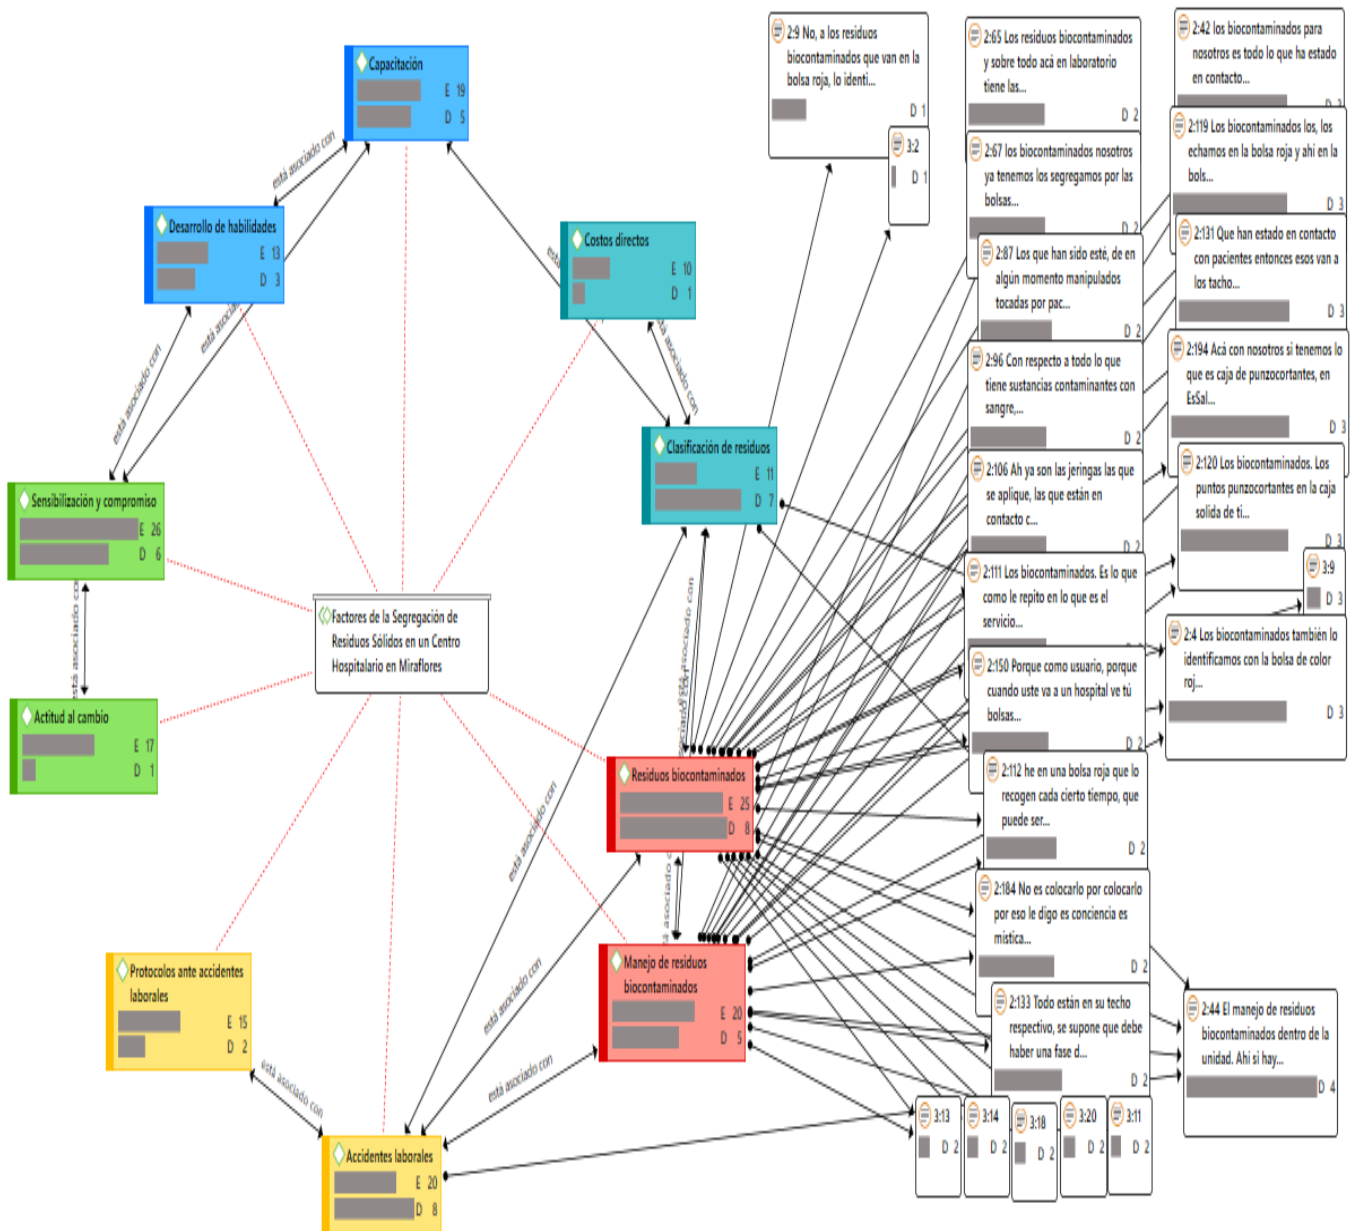 Capacitación
E 19
D 5
Desarrollo de habilidades
E 13
D 3
Costos directos
E 10
D 1
Clasificación de residuos
E 11
D 7
Sensibilización y compromiso
E 26
D 6
Actitud al cambio
E 17
D 1
Factores de la Segregación de
Residuos Sólidos en un Centro
Hospitalario en Miraflores
Residuos biocontaminados
E 25
D 8
Manejo de residuos
biocontaminados
E 20
D 5
Protocolos ante accidentes
laborales
E 15
D 2
Accidentes laborales
E 20
D 8
está asociado con
está asociado
está asociado con
está asociado con
está asociado con
está asociado con
está asociado con
está asociado con
2:9 No, a los residuos
biocontaminados que van en la
bolsa roja, lo identi...
D 1
3:2
D 1
2:65 Los residuos biocontaminados
y sobre todo acá en laboratorio
tiene las...
D 2
2:67 los biocontaminados nosotros
ya tenemos los segregamos por las
bolsas...
D 2
2:87 Los que han sido esté, de en
algún momento manipulados
tocadas por pac...
D 2
2:96 Con respecto a todo lo que
tiene sustancias contaminantes con
sangre,...
D 2
2:106 Ah ya son las jeringas las que
se aplique, las que están en
contacto c...
D 2
2:111 Los biocontaminados. Es lo que
como le repito en lo que es el
servicio...
2:150 Porque como usuario, porque
cuando uste va a un hospital ve tú
bolsas...
D 2
2:112 he en una bolsa roja que lo
recogen cada cierto tiempo, que
puede ser...
D 2
2:184 No es colocarlo por colocarlo
por eso le digo es conciencia es
mistica...
D 2
2:133 Todo están en su techo
respectivo, se supone que debe
haber una fase d...
D 2
3:13
D 2
3:14
D 2
3:18
D 2
3:20
D 2
3:11
D 2
2:42 los biocontaminados para
nosotros es todo lo que ha estado
en contacto...
2:119 Los biocontaminados los, los
echamos en la bolsa roja y ahi en la
bols...
D 3
2:131 Que han estado en contacto
con pacientes entonces esos van a
los tacho...
D 3
2:194 Acá con nosotros si tenemos lo
que es caja de punzocortantes, en
EsSal...
D 3
2:120 Los biocontaminados. Los
puntos punzocortantes en la caja
solida de ti...
D 3
3:9
D 3
2:4 Los biocontaminados también lo
identificamos con la bolsa de color
roj...
D 3
2:44 El manejo de residuos
biocontaminados dentro de la
unidad. Ahi si hay...
D 4